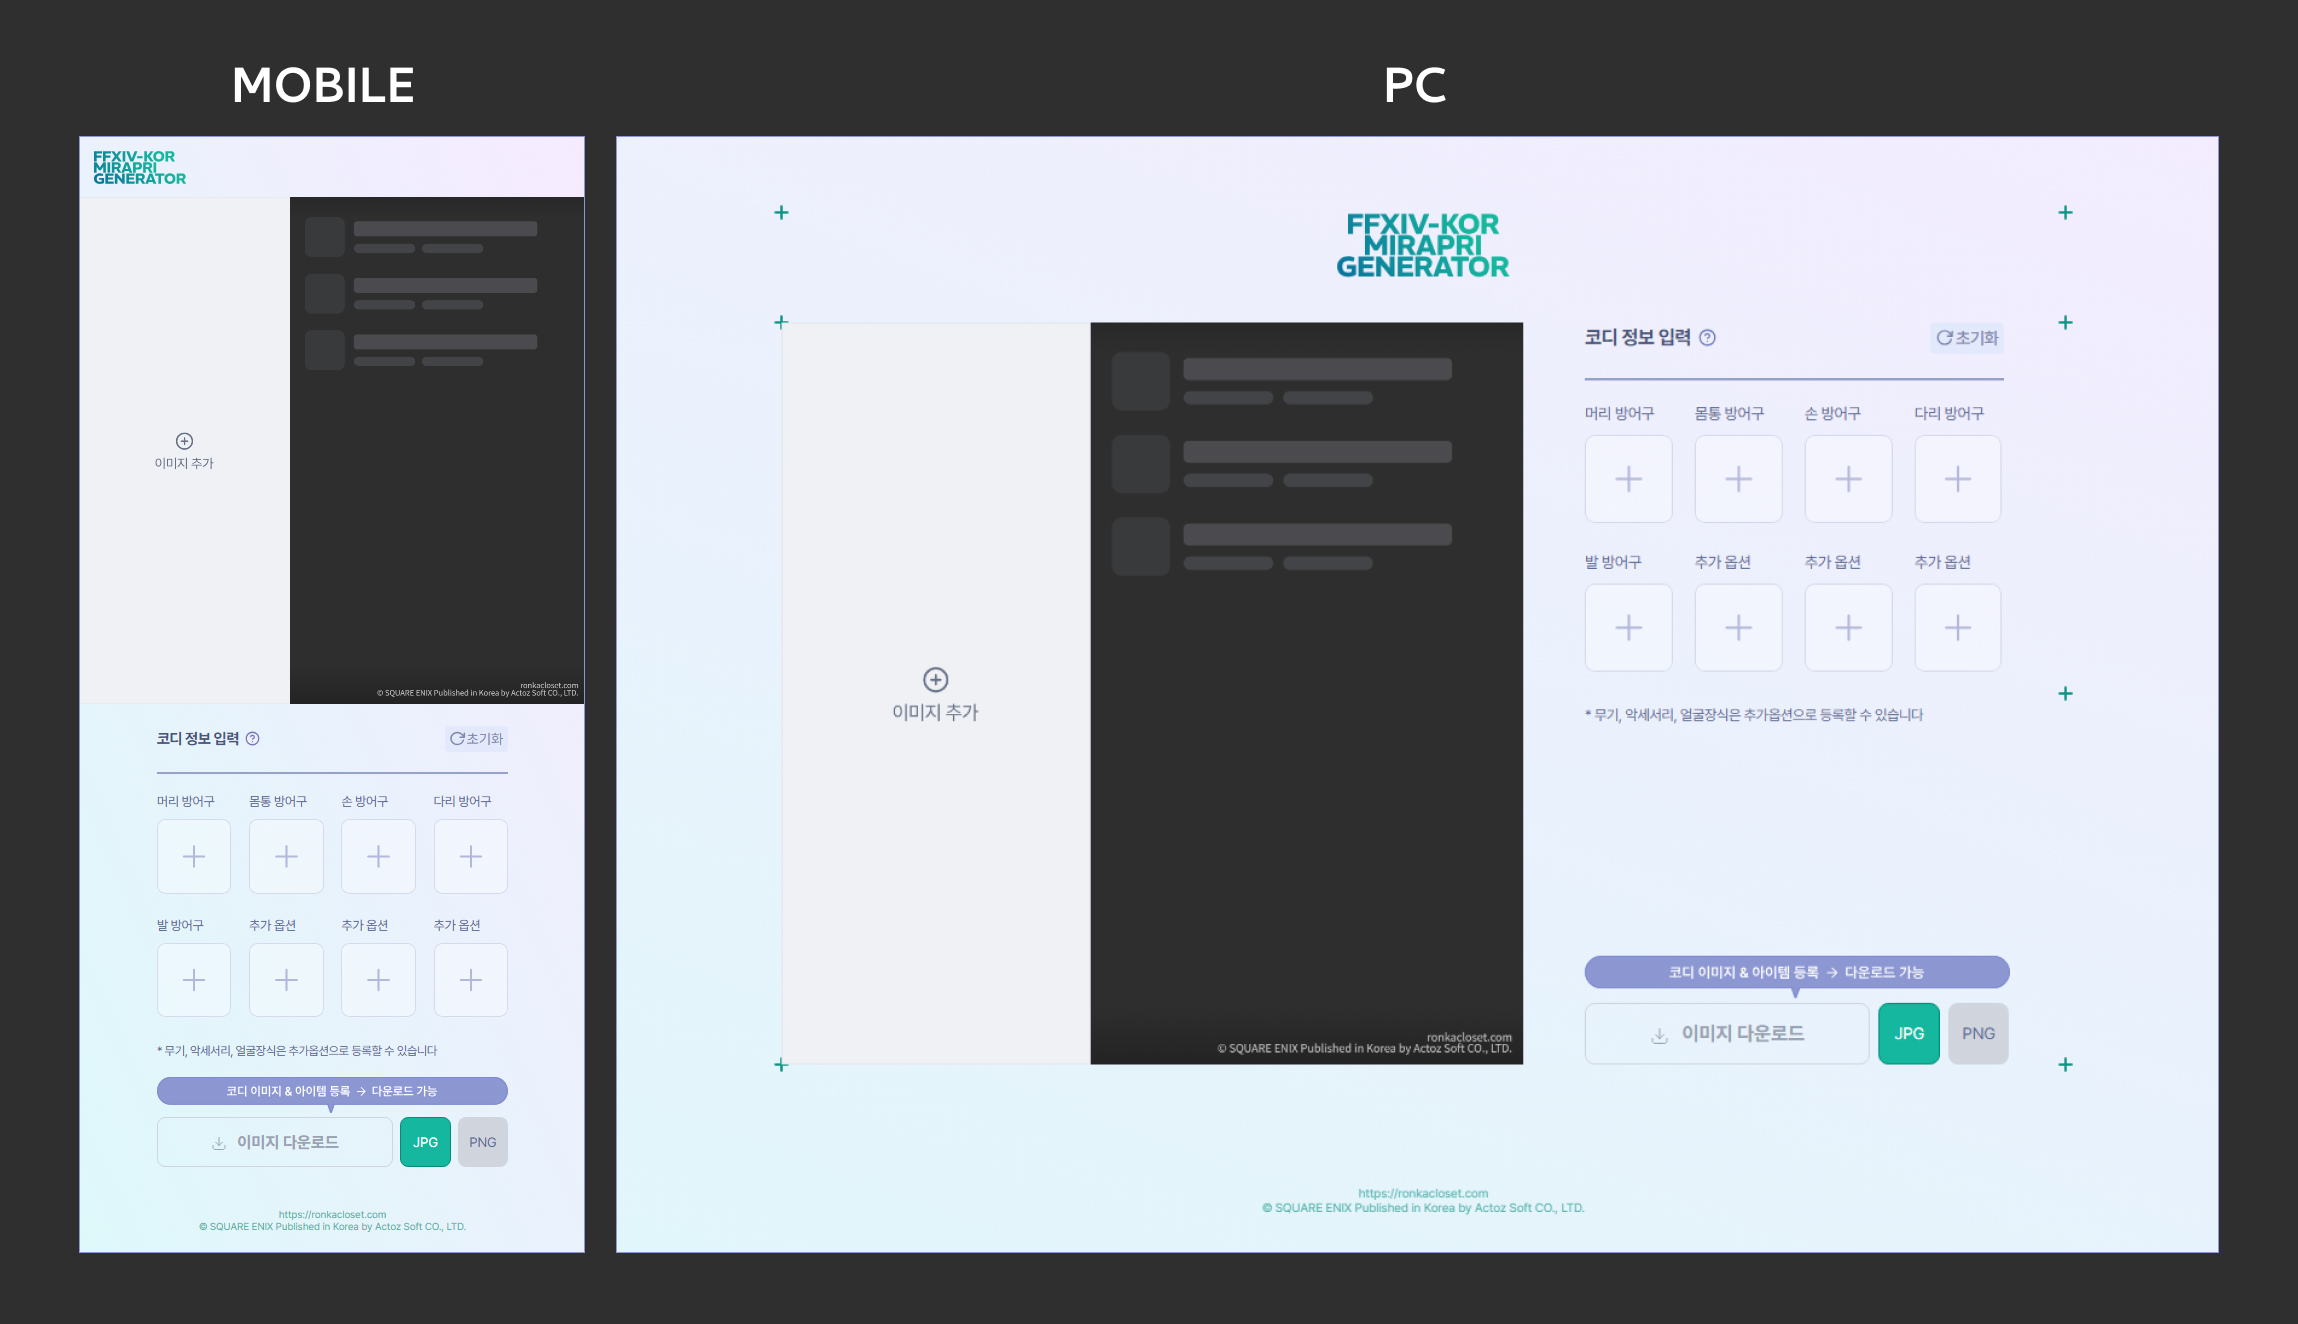 MOBILE
FFXIV-KOR
MIRAPRI
GENERATOR
이미지 추가
ronkacloset.com
© SQUARE ENIX Published in Korea by Actoz Soft CO., LTD.
코디 정보 입력
초기화
머리 방어구 몸통 방어구 손 방어구 다리 방어구
발 방어구 추가 옵션 추가 옵션 추가 옵션
* 무기, 악세서리, 얼굴장식은 추가옵션으로 등록할 수 있습니다
코디 이미지 & 아이템 등록 → 다운로드 가능
이미지 다운로드 JPG PNG
https://ronkacloset.com
© SQUARE ENIX Published in Korea by Actoz Soft CO., LTD.
PC
FFXIV-KOR
MIRAPRI
GENERATOR
이미지 추가
ronkacloset.com
© SQUARE ENIX Published in Korea by Actoz Soft CO., LTD.
코디 정보 입력
초기화
머리 방어구 몸통 방어구 손 방어구 다리 방어구
발 방어구 추가 옵션 추가 옵션 추가 옵션
* 무기, 악세서리, 얼굴장식은 추가옵션으로 등록할 수 있습니다
코디 이미지 & 아이템 등록 → 다운로드 가능
이미지 다운로드 JPG PNG
https://ronkacloset.com
© SQUARE ENIX Published in Korea by Actoz Soft CO., LTD.